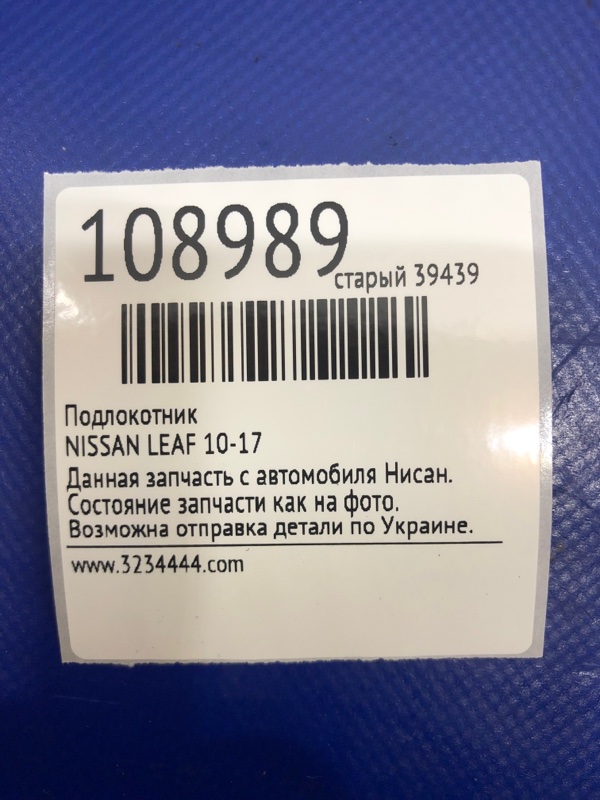 108989
старый 39439
Подлокотник
NISSAN LEAF 10-17
Данная запчасть с автомобиля Нисан.
Состояние запчасти как на фото.
Возможна отправка детали по Украине.
www.3234444.com